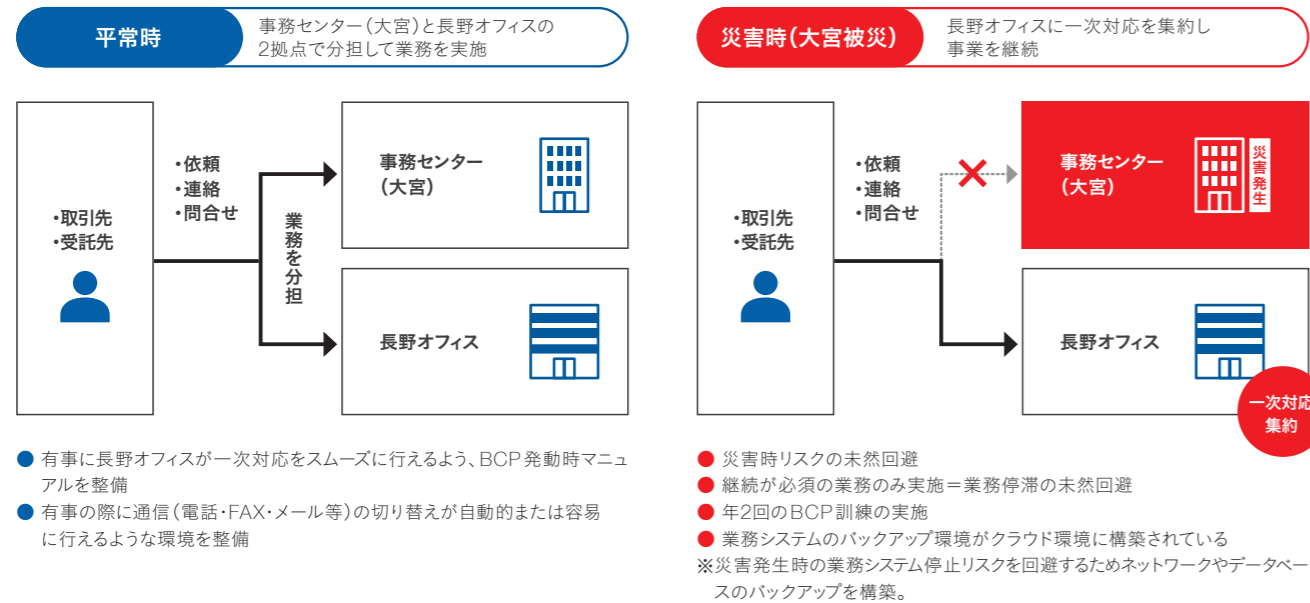 平常時
事務センター（大宮）と長野オフィスの
2拠点で分担して業務を実施
・取引先
・受託先
・依頼
・連絡
・問合せ
業務を分担
事務センター
（大宮）
長野オフィス
● 有事に長野オフィスが一次対応をスムーズに行えるよう、BCP発動時マニュ
アルを整備
● 有事の際に通信（電話・FAX・メール等）の切り替えが自動的または容易
に行えるような環境を整備
災害時（大宮被災）
長野オフィスに一次対応を集約し
事業を継続
・取引先
・受託先
・依頼
・連絡
・問合せ
事務センター
（大宮）
災害発生
長野オフィス
一次対応
集約
● 災害時リスクの未然回避
● 継続が必須の業務のみ実施＝業務停滞の未然回避
● 年2回のBCP訓練の実施
● 業務システムのバックアップ環境がクラウド環境に構築されている
※災害発生時の業務システム停止リスクを回避するためネットワークやデータベー
スのバックアップを構築。